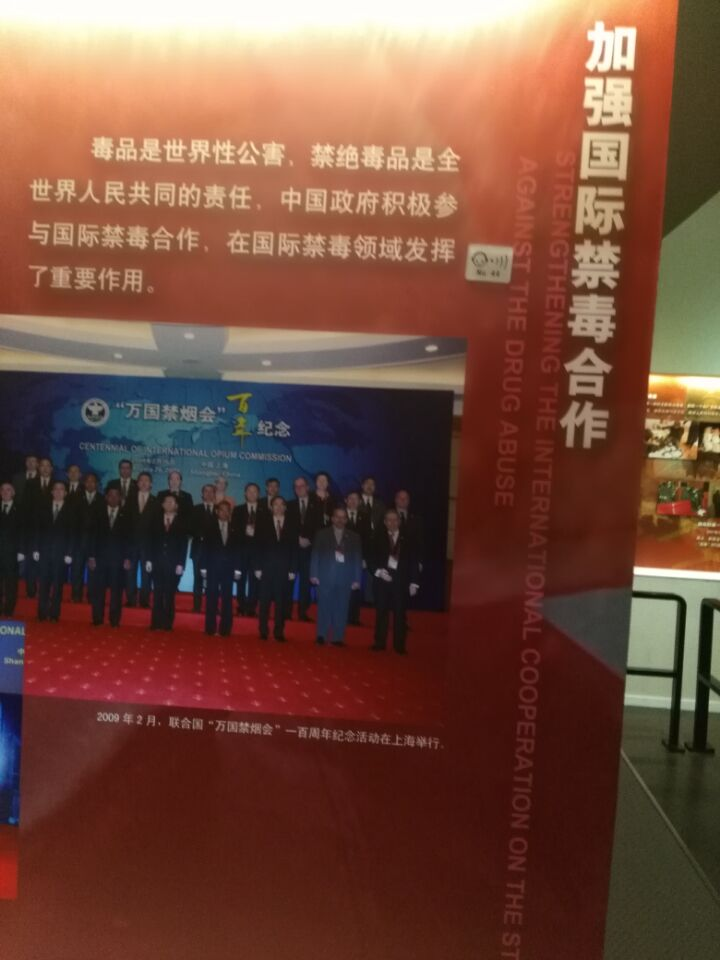 加强国际禁毒合作
STRENGTHENING THE INTERNATIONAL COOPERATION ON THE ST
AGAINST THE DRUG ABUSE
毒品是世界性公害，禁绝毒品是全
世界人民共同的责任，中国政府积极参
与国际禁毒合作，在国际禁毒领域发挥
了重要作用。
No 44
“万国禁烟会”百年纪念
CENTENNIAL OF INTERNATIONAL OPIUM COMMISSION
中国 上海
Shanghai China
ONAL
中
Shan
2009 年 2 月，联合国“万国禁烟会”一百周年纪念活动在上海举行。